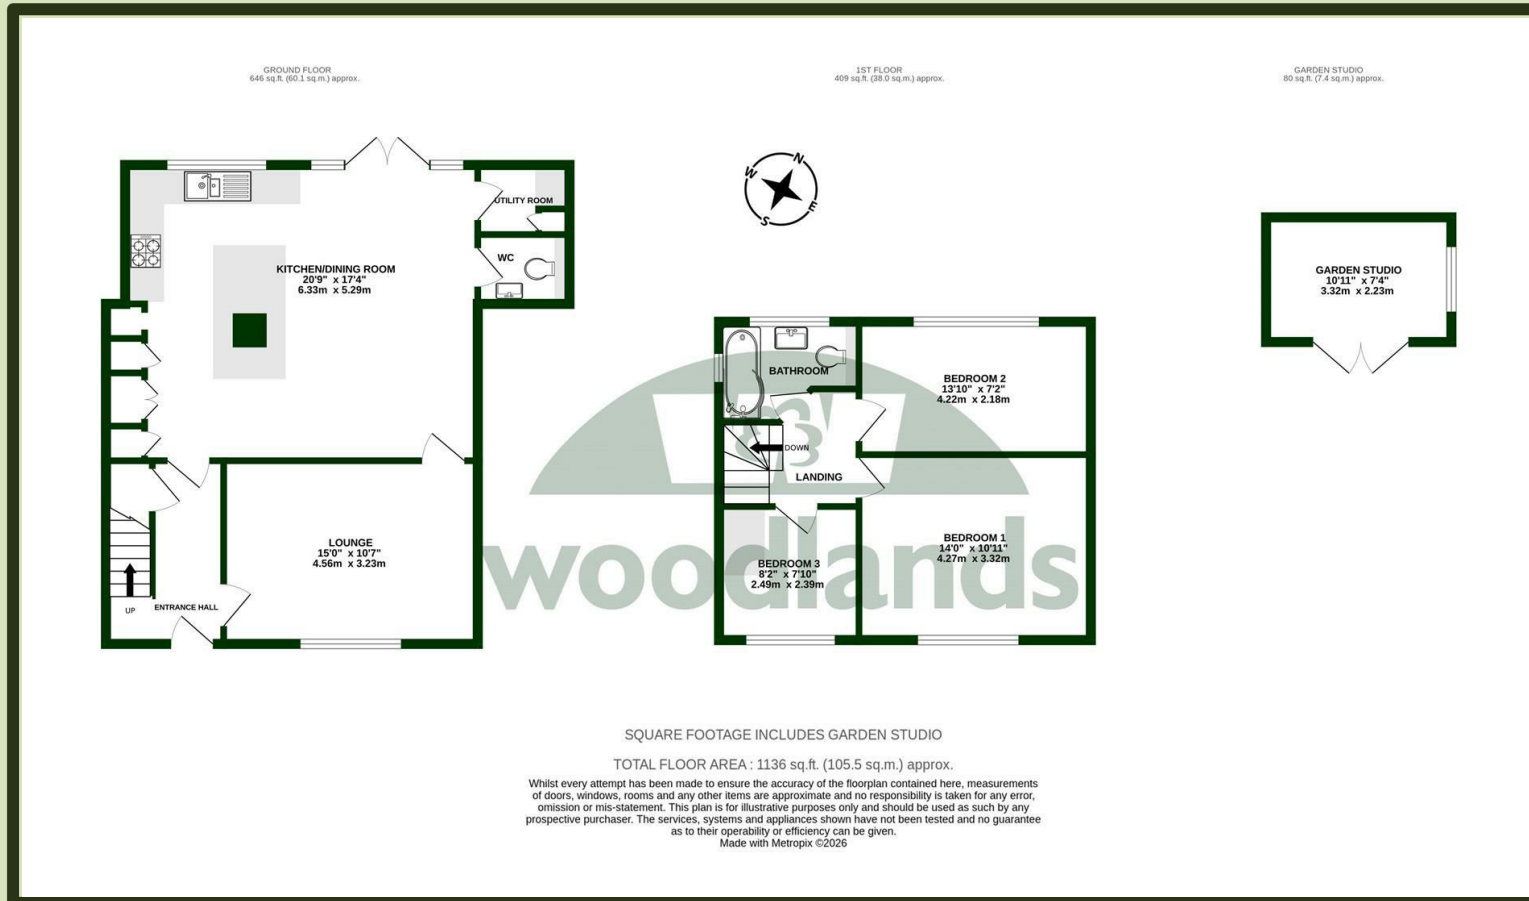 GROUND FLOOR
646 sq.ft. (60.1 sq.m.) approx.
1ST FLOOR
409 sq.ft. (38.0 sq.m.) approx.
GARDEN STUDIO
80 sq.ft. (7.4 sq.m.) approx.
UTILITY ROOM
WC
KITCHEN/DINING ROOM
20'9" x 17'4"
6.33m x 5.29m
LOUNGE
15'0" x 10'7"
4.56m x 3.23m
UP
ENTRANCE HALL
N
W
E
S
BATHROOM
BEDROOM 2
13'10" x 7'2"
4.22m x 2.18m
DOWN
LANDING
BEDROOM 1
14'0" x 10'11"
4.27m x 3.32m
BEDROOM 3
8'2" x 7'10"
2.49m x 2.39m
woodlands
GARDEN STUDIO
10'11" x 7'4"
3.32m x 2.23m
SQUARE FOOTAGE INCLUDES GARDEN STUDIO
TOTAL FLOOR AREA : 1136 sq.ft. (105.5 sq.m.) approx.
Whilst every attempt has been made to ensure the accuracy of the floorplan contained here, measurements
of doors, windows, rooms and any other items are approximate and no responsibility is taken for any error,
omission or mis-statement. This plan is for illustrative purposes only and should be used as such by any
prospective purchaser. The services, systems and appliances shown have not been tested and no guarantee
as to their operability or efficiency can be given.
Made with Metropix ©2026